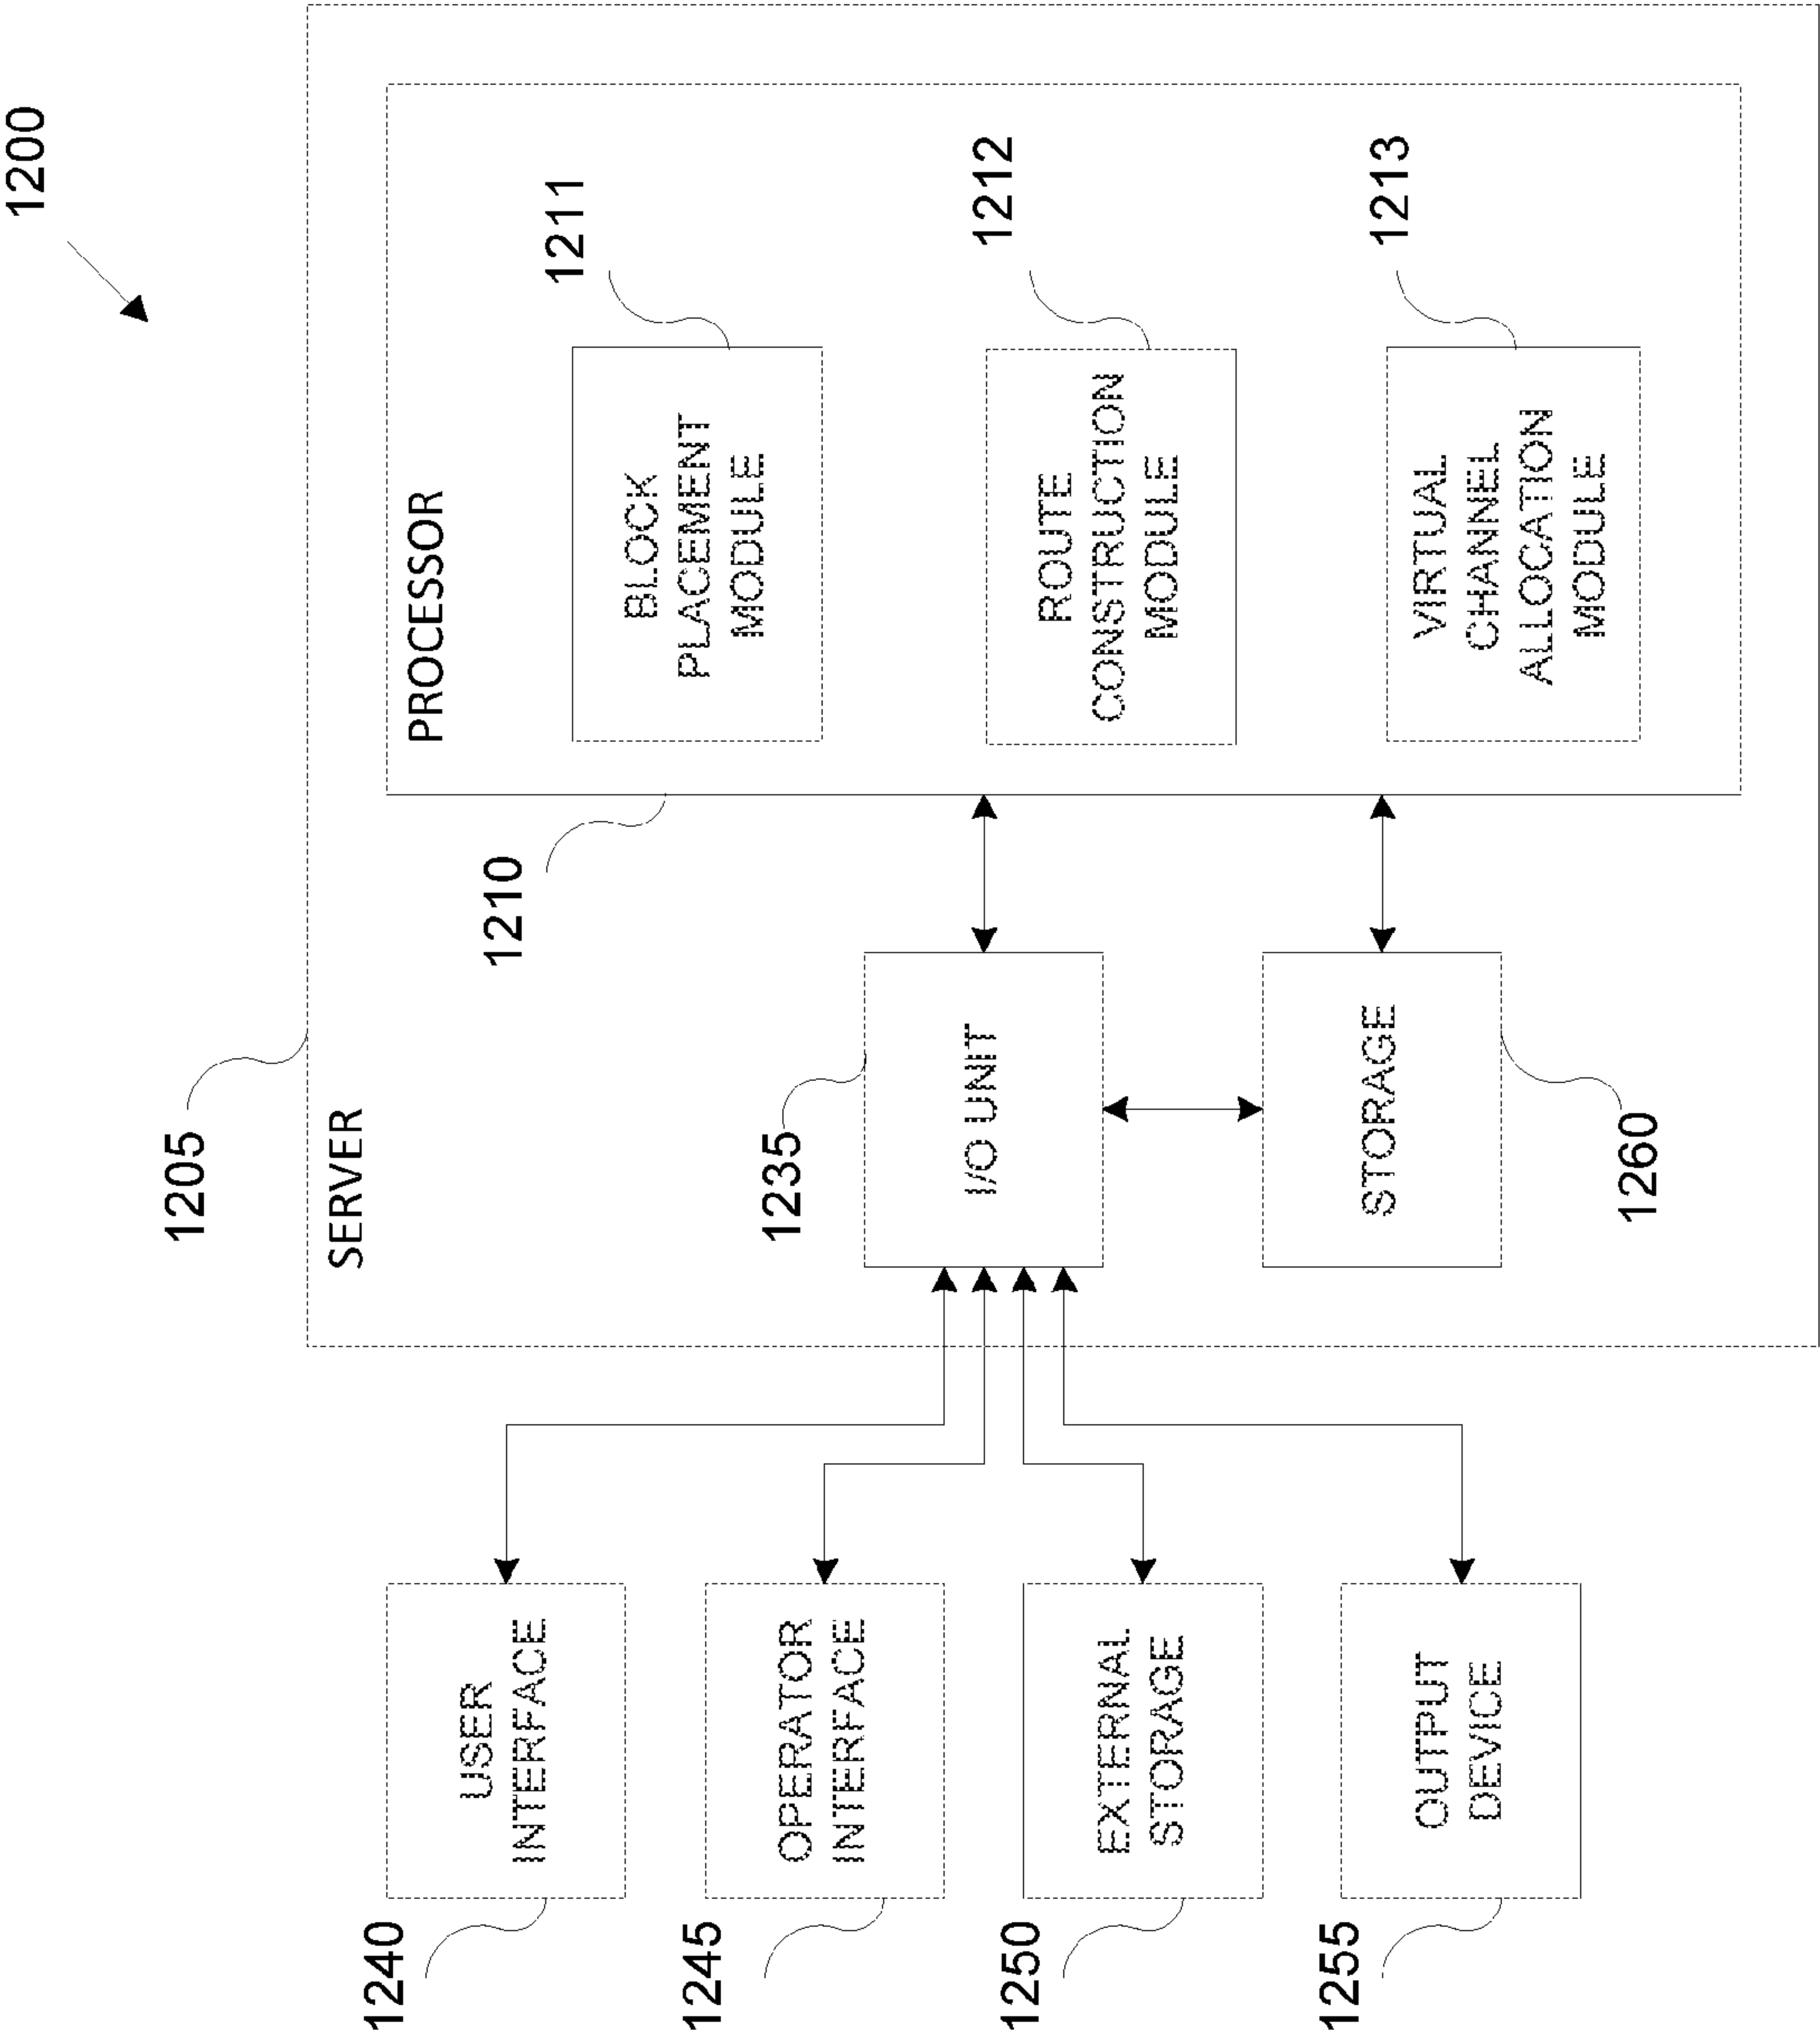 1200
1205
SERVER
1210
PROCESSOR
BLOCK
PLACEMENT
MODULE
1211
ROUTE
CONSTRUCTION
MODULE
1212
VIRTUAL
CHANNEL
ALLOCATION
MODULE
1213
1235
I/O UNIT
STORAGE
1260
1240
USER
INTERFACE
1245
OPERATOR
INTERFACE
1250
EXTERNAL
STORAGE
1255
OUTPUT
DEVICE